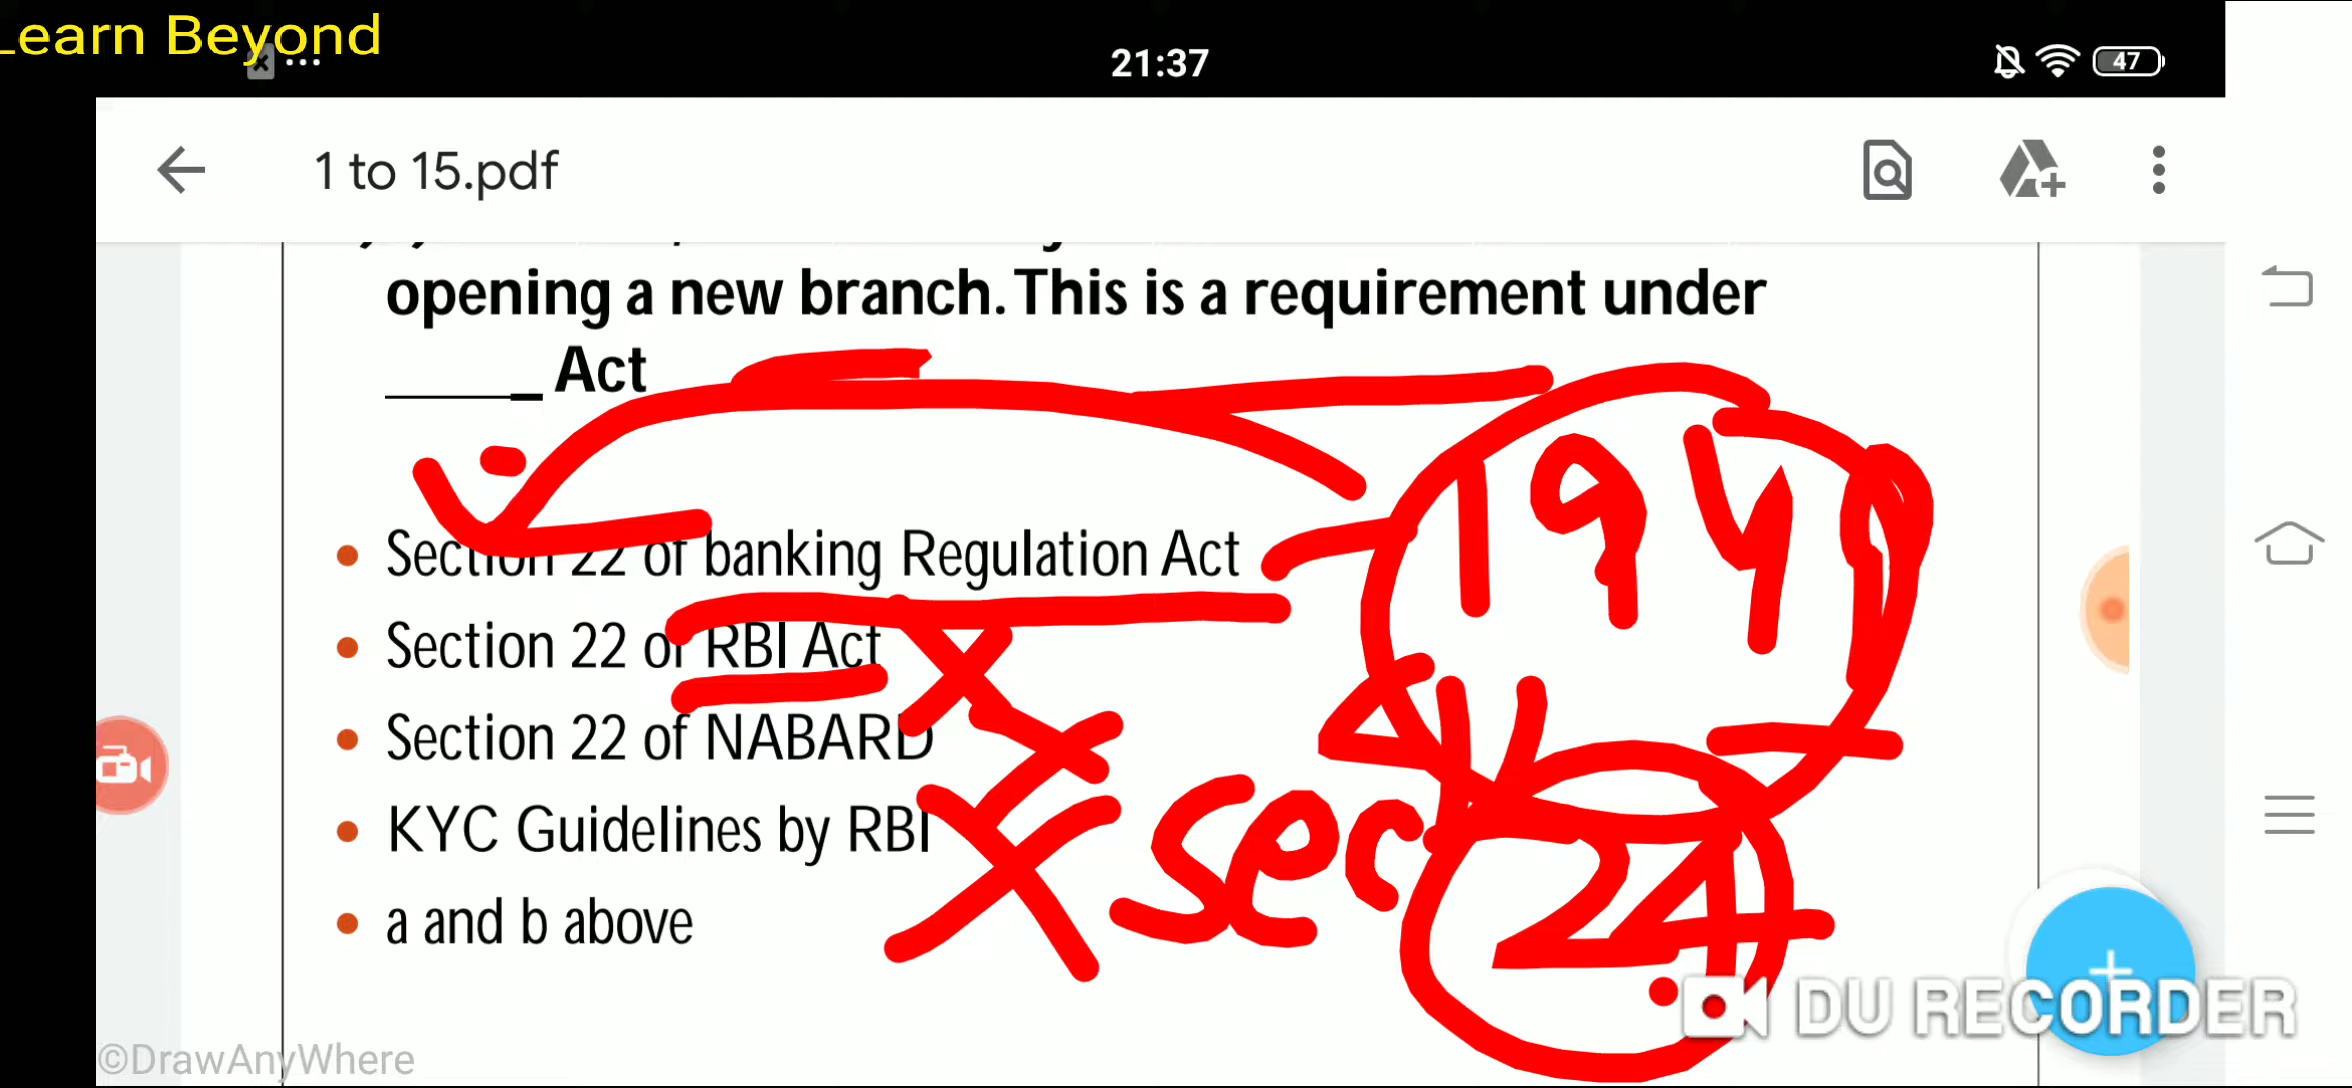 Learn Beyond
21:37
47
1 to 15.pdf
opening a new branch. This is a requirement under
_____ Act
1949
• Section 22 of banking Regulation Act
• Section 22 of RBI Act
• Section 22 of NABARD
• KYC Guidelines by RBI
sec
24
• a and b above
DU RECORDER
©DrawAnyWhere